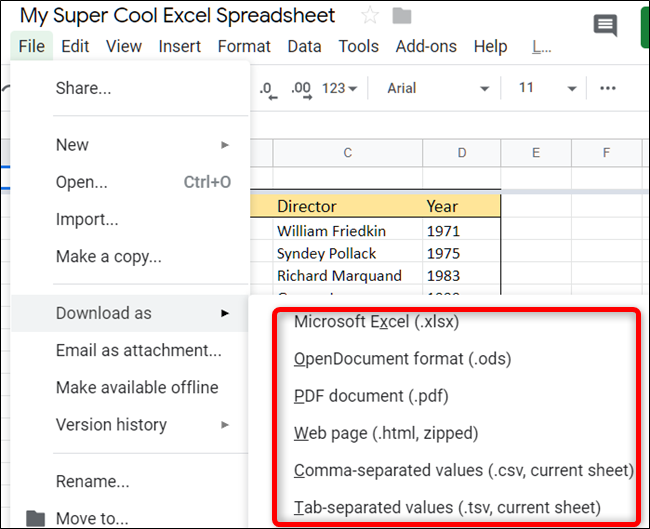 My Super Cool Excel Spreadsheet
File Edit View Insert Format Data Tools Add-ons Help L...
Share...
.0 .00 123 Arial 11
New
C D E F
Open... Ctrl+O
Import...
Director Year
William Friedkin 1971
Make a copy...
Syndey Pollack 1975
Richard Marquand 1983
Download as
Microsoft Excel (.xlsx)
Email as attachment...
OpenDocument format (.ods)
Make available offline
PDF document (.pdf)
Version history
Web page (.html, zipped)
Comma-separated values (.csv, current sheet)
Rename...
Tab-separated values (.tsv, current sheet)
Move to...